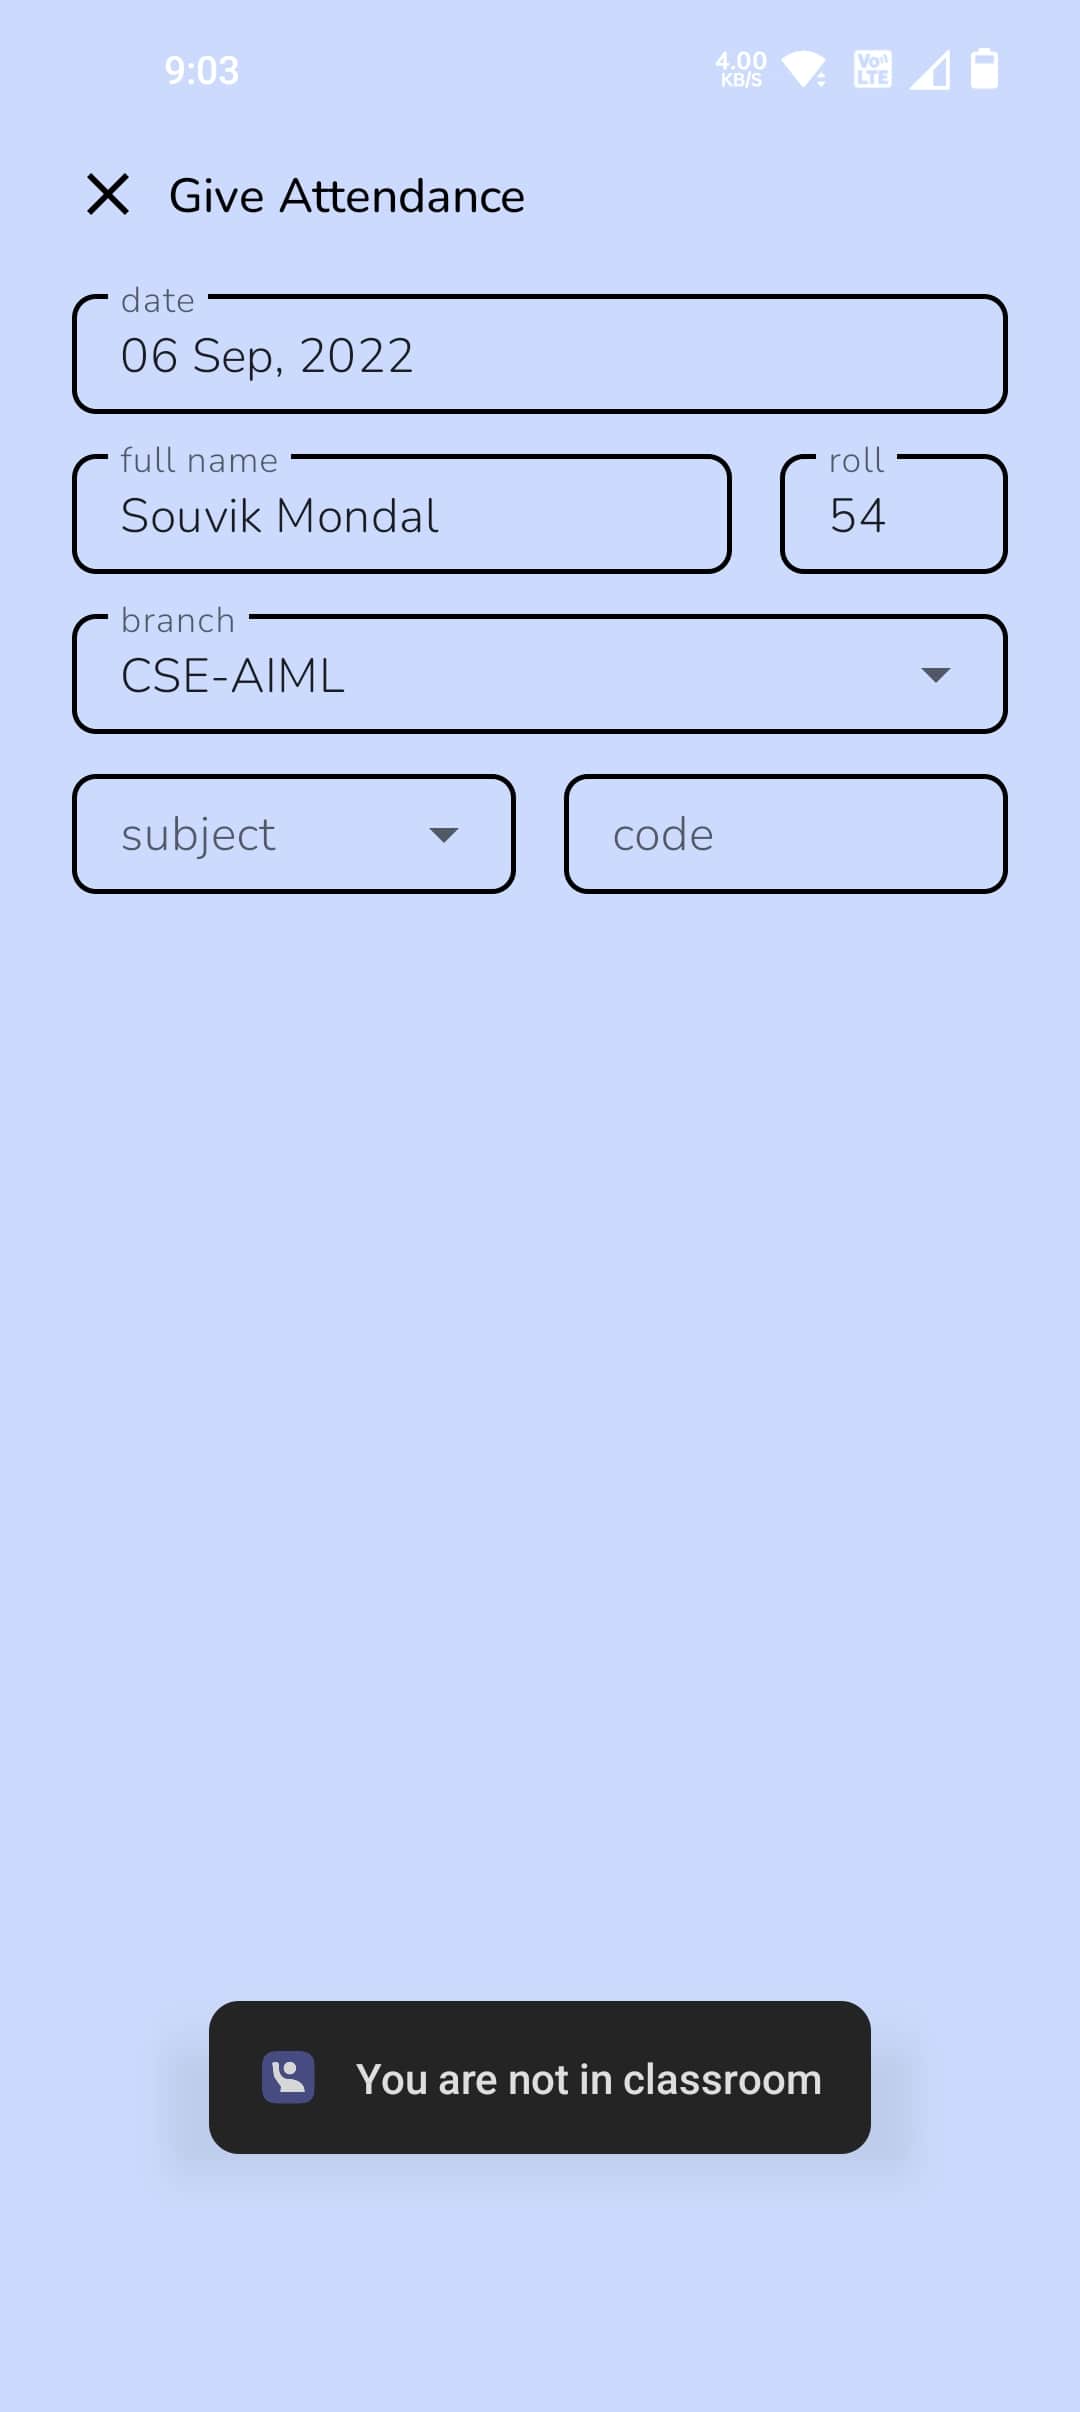 9:03
4.00
KB/S
Vo
LTE
Give Attendance
date
06 Sep, 2022
full name
Souvik Mondal
roll
54
branch
CSE-AIML
subject
code
You are not in classroom